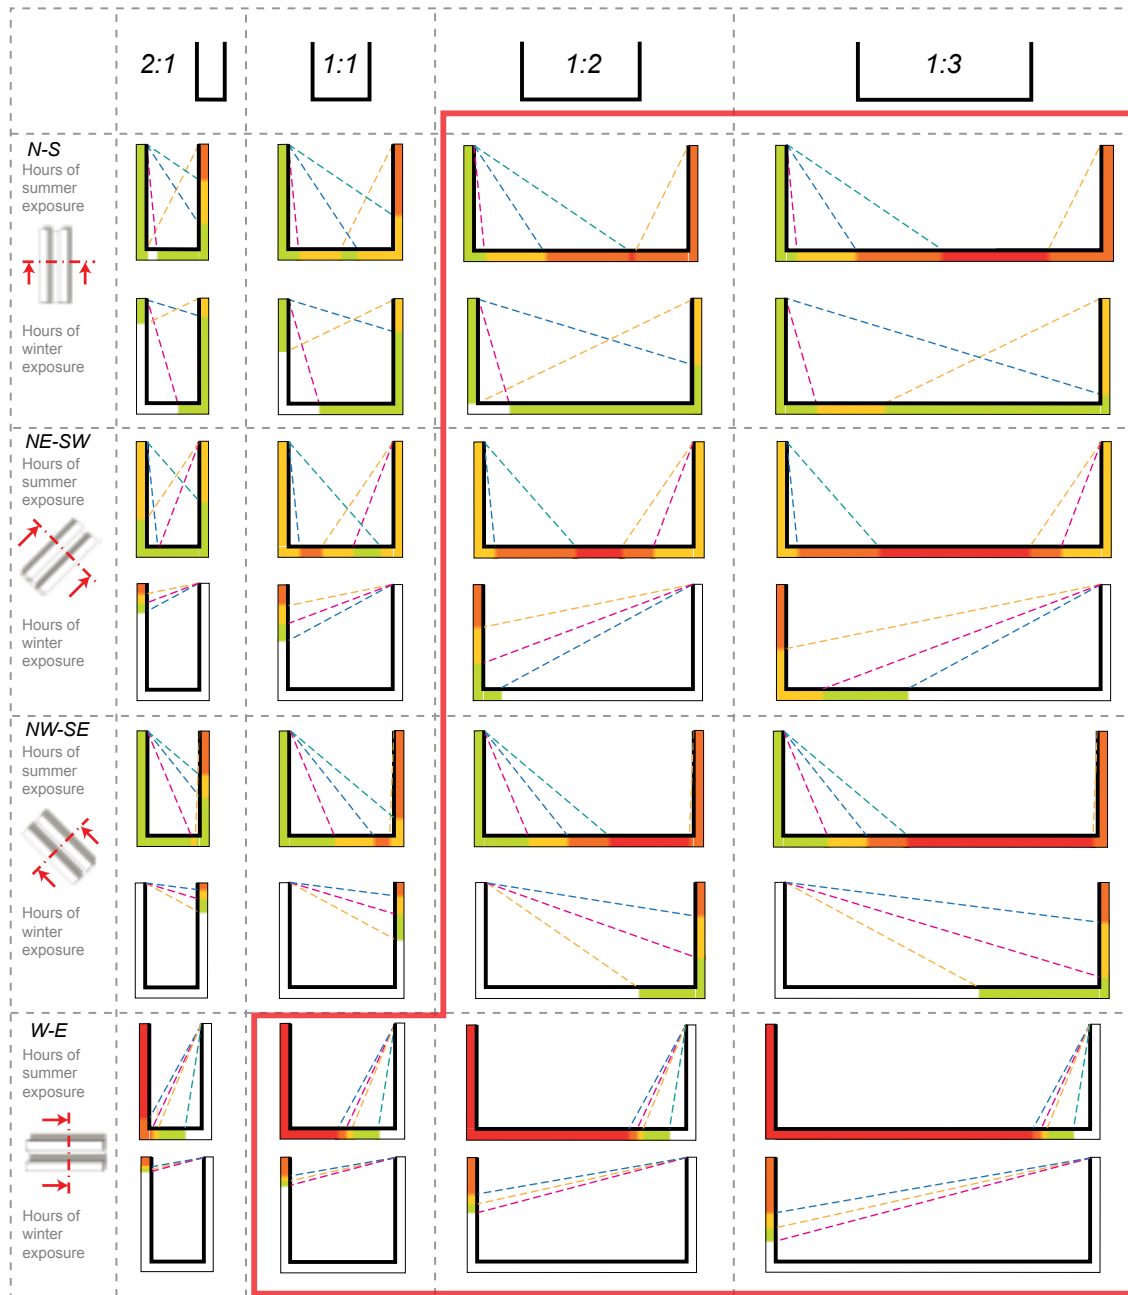 2:1
1:1
1:2
1:3
N-S
Hours of
summer
exposure
Hours of
winter
exposure
NE-SW
Hours of
summer
exposure
Hours of
winter
exposure
NW-SE
Hours of
summer
exposure
Hours of
winter
exposure
W-E
Hours of
summer
exposure
Hours of
winter
exposure